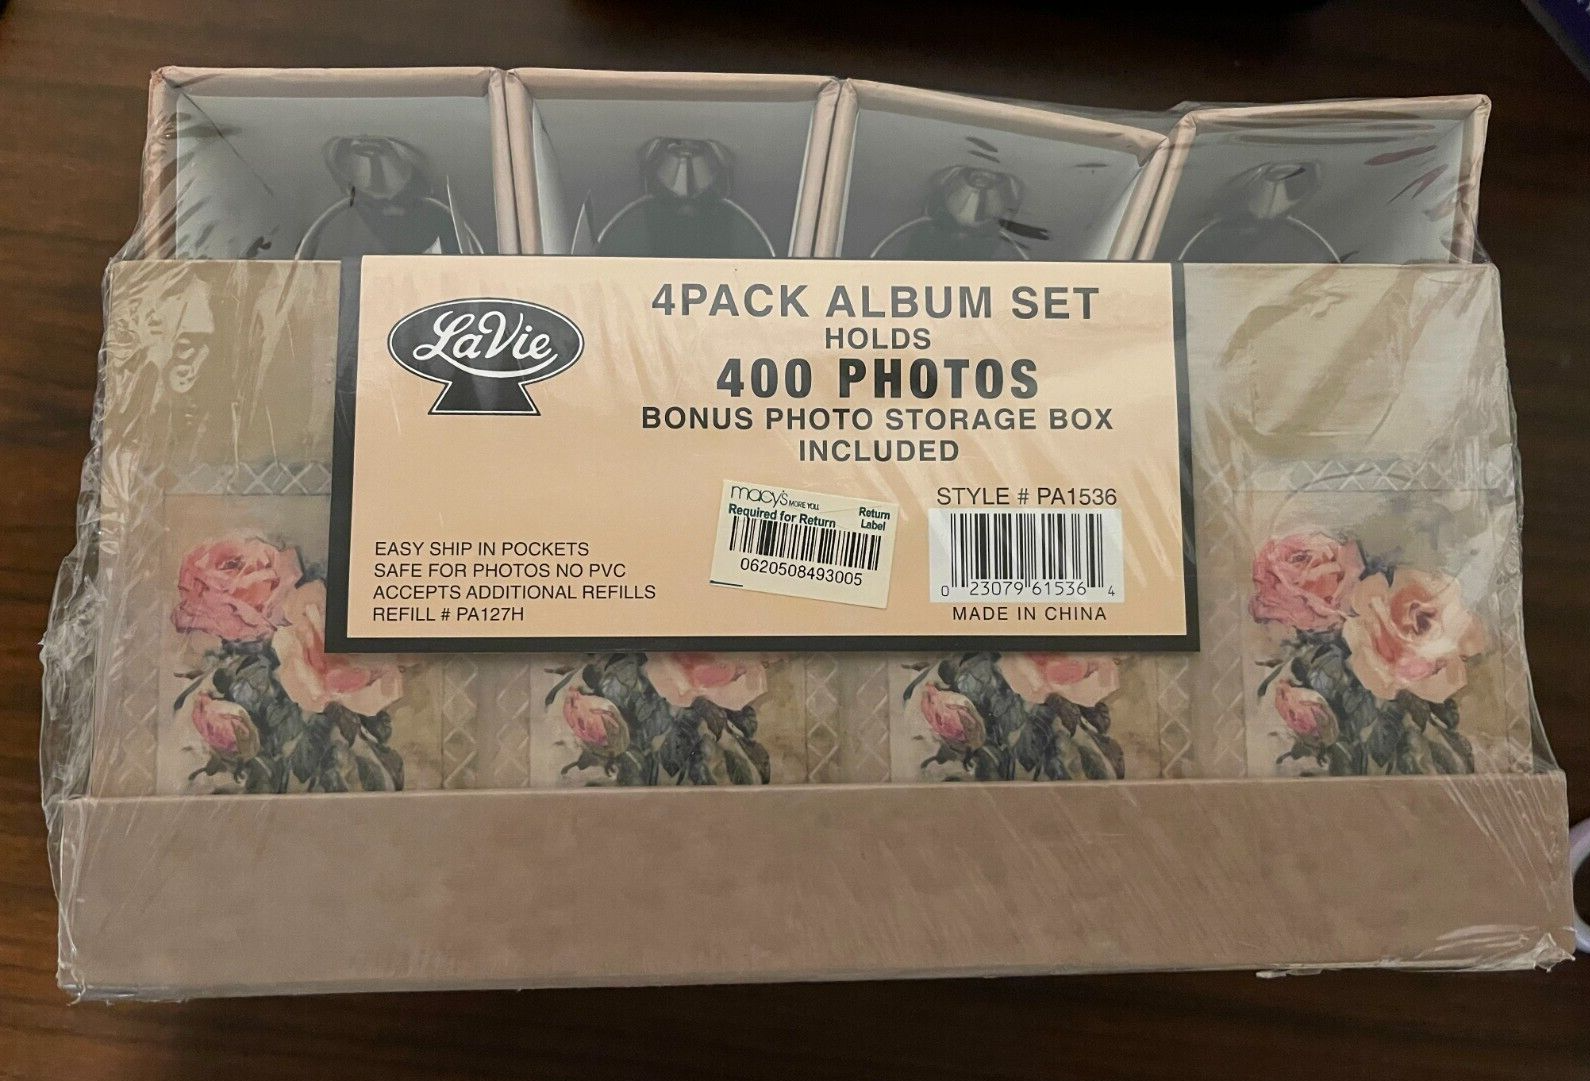 LaVie
4PACK ALBUM SET
HOLDS
400 PHOTOS
BONUS PHOTO STORAGE BOX
INCLUDED
EASY SHIP IN POCKETS
SAFE FOR PHOTOS NO PVC
ACCEPTS ADDITIONAL REFILLS
REFILL # PA127H
macy's MORE YOU.
Required for Return
Return
Label
0620508493005
STYLE # PA1536
0 23079 61536 4
MADE IN CHINA